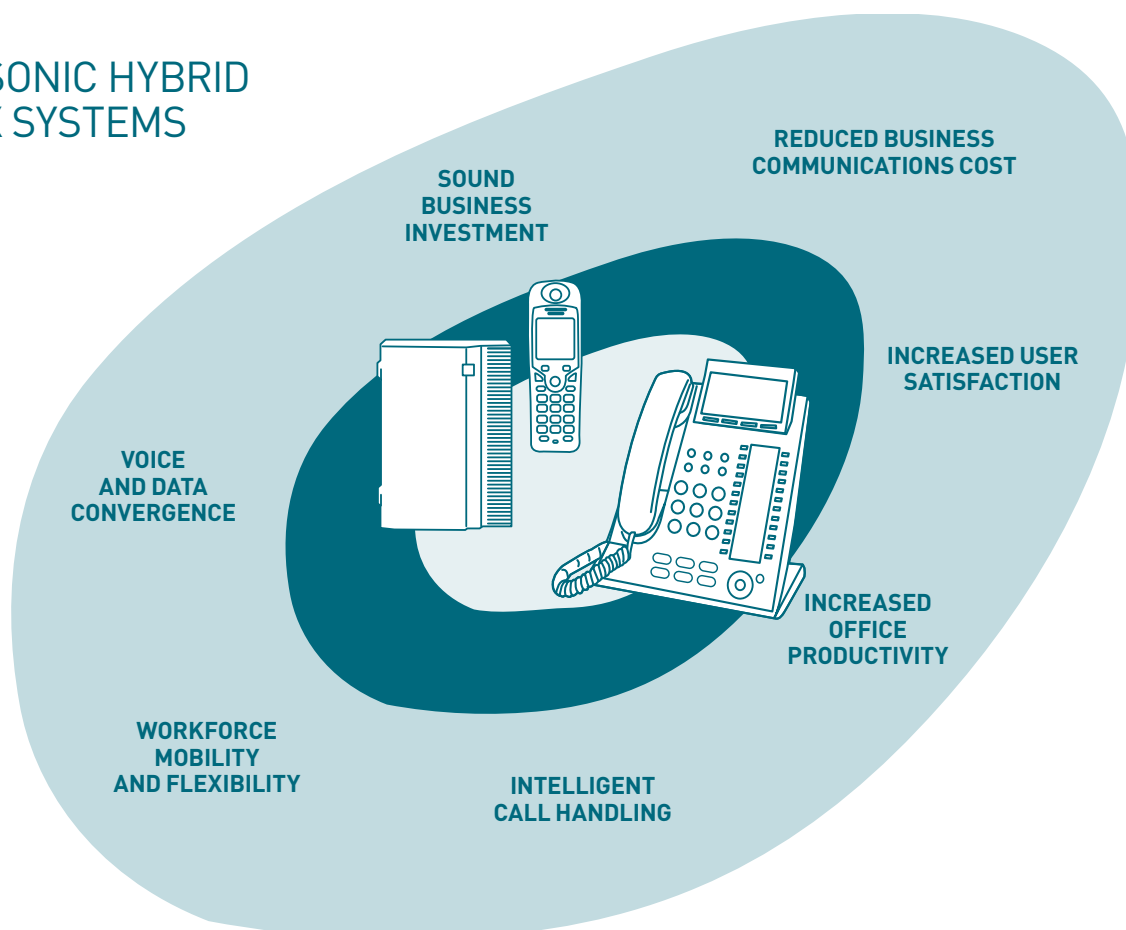 SONIC HYBRID
SYSTEMS
SOUND
BUSINESS
INVESTMENT
REDUCED BUSINESS
COMMUNICATIONS COST
INCREASED USER
SATISFACTION
VOICE
AND DATA
CONVERGENCE
INCREASED
OFFICE
PRODUCTIVITY
WORKFORCE
MOBILITY
AND FLEXIBILITY
INTELLIGENT
CALL HANDLING